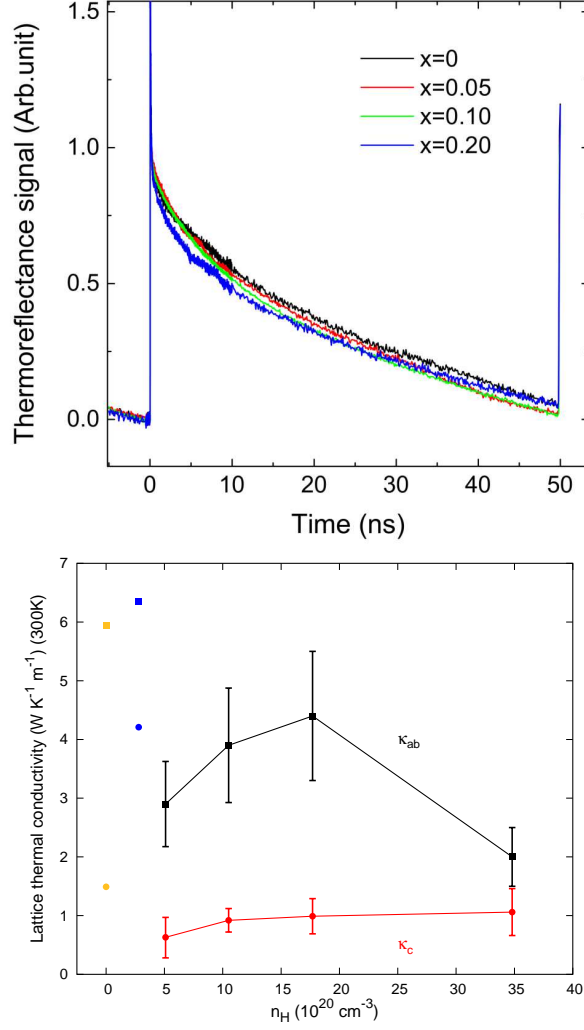 1.5
1.0
0.5
0.0
Thermoreflectance signal (Arb.unit)
x=0
x=0.05
x=0.10
x=0.20
0 10 20 30 40 50
Time (ns)
7
6
5
4
3
2
1
0
Lattice thermal conductivity (W K⁻¹ m⁻¹) (300K)
κab
κc
0 5 10 15 20 25 30 35 40
nH (10²⁰ cm⁻³)